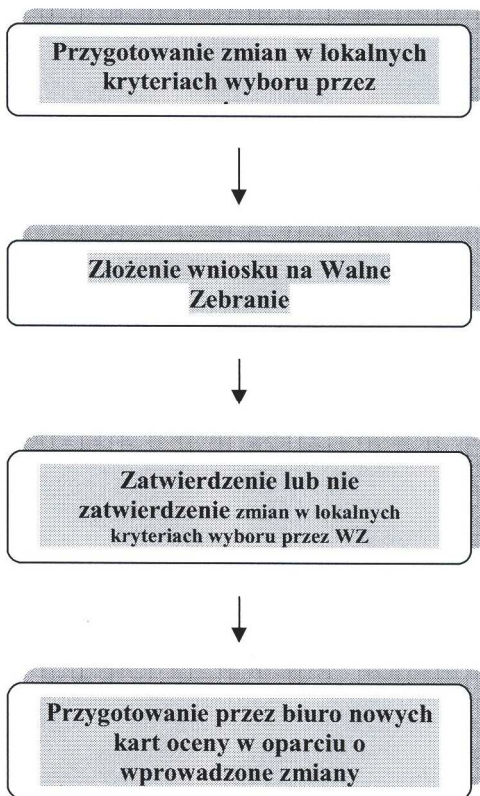 Przygotowanie zmian w lokalnych
kryteriach wyboru przez
Złożenie wniosku na Walne
Zebranie
Zatwierdzenie lub nie
zatwierdzenie zmian w lokalnych
kryteriach wyboru przez WZ
Przygotowanie przez biuro nowych
kart oceny w oparciu o
wprowadzone zmiany